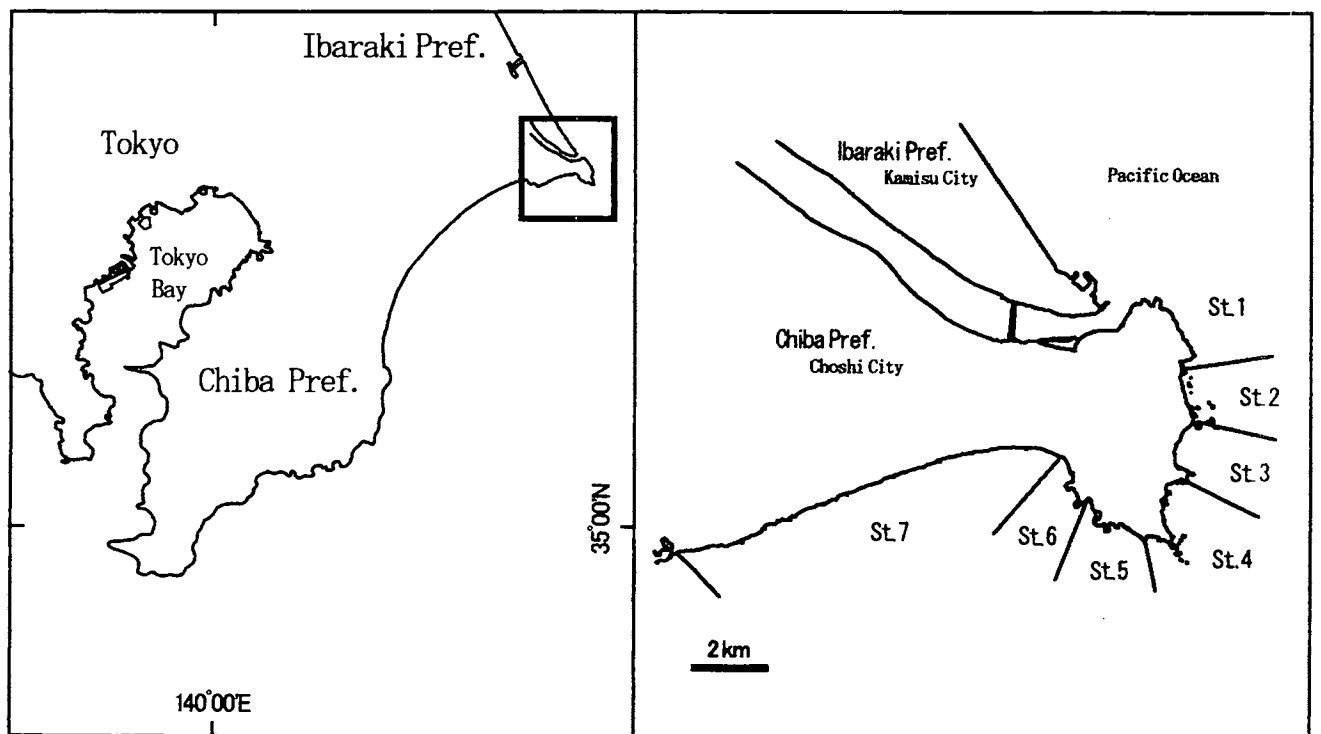 Ibaraki Pref.
Tokyo
Tokyo
Bay
Chiba Pref.
35°00'N
140°00'E
Ibaraki Pref.
Kamisu City
Pacific Ocean
Chiba Pref.
Choshi City
St.1
St.2
St.3
St.4
St.5
St.6
St.7
2km